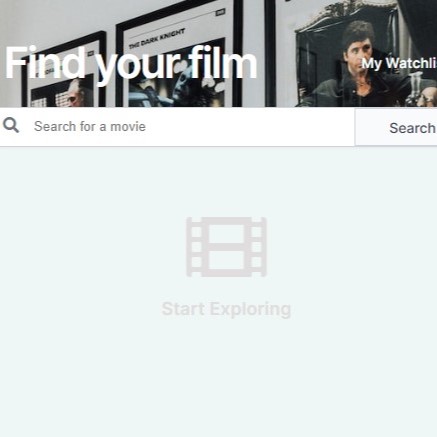 THE DARK KNIGHT
Find your film
My Watchli
Search for a movie
Search
Start Exploring